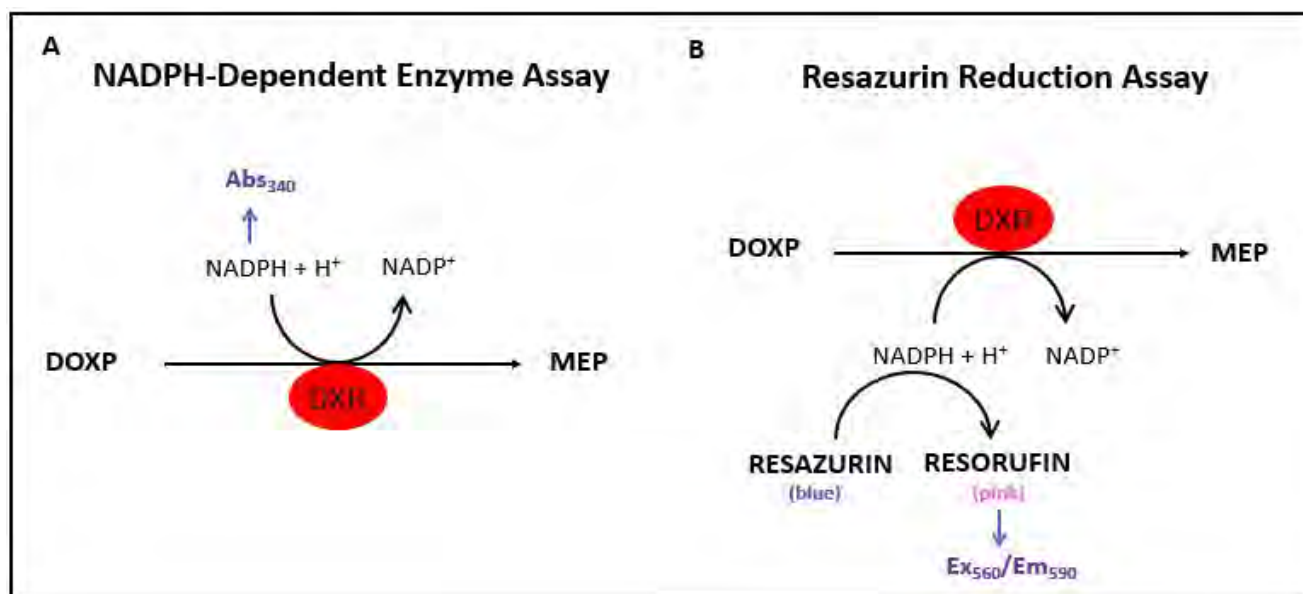 A
NADPH-Dependent Enzyme Assay
Abs340
NADPH + H+ NADP+
DOXP MEP
DXR
B
Resazurin Reduction Assay
DXR
DOXP MEP
NADPH + H+ NADP+
RESAZURIN RESORUFIN
(blue) (pink)
Ex560/Em590